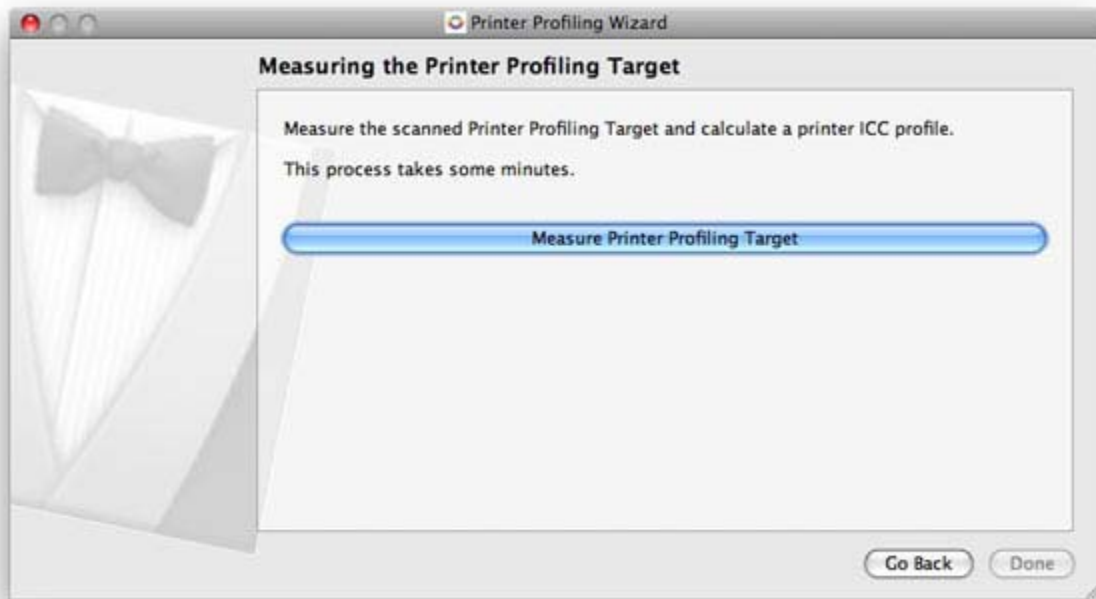 Printer Profiling Wizard
Measuring the Printer Profiling Target
Measure the scanned Printer Profiling Target and calculate a printer ICC profile.
This process takes some minutes.
Measure Printer Profiling Target
Go Back
Done